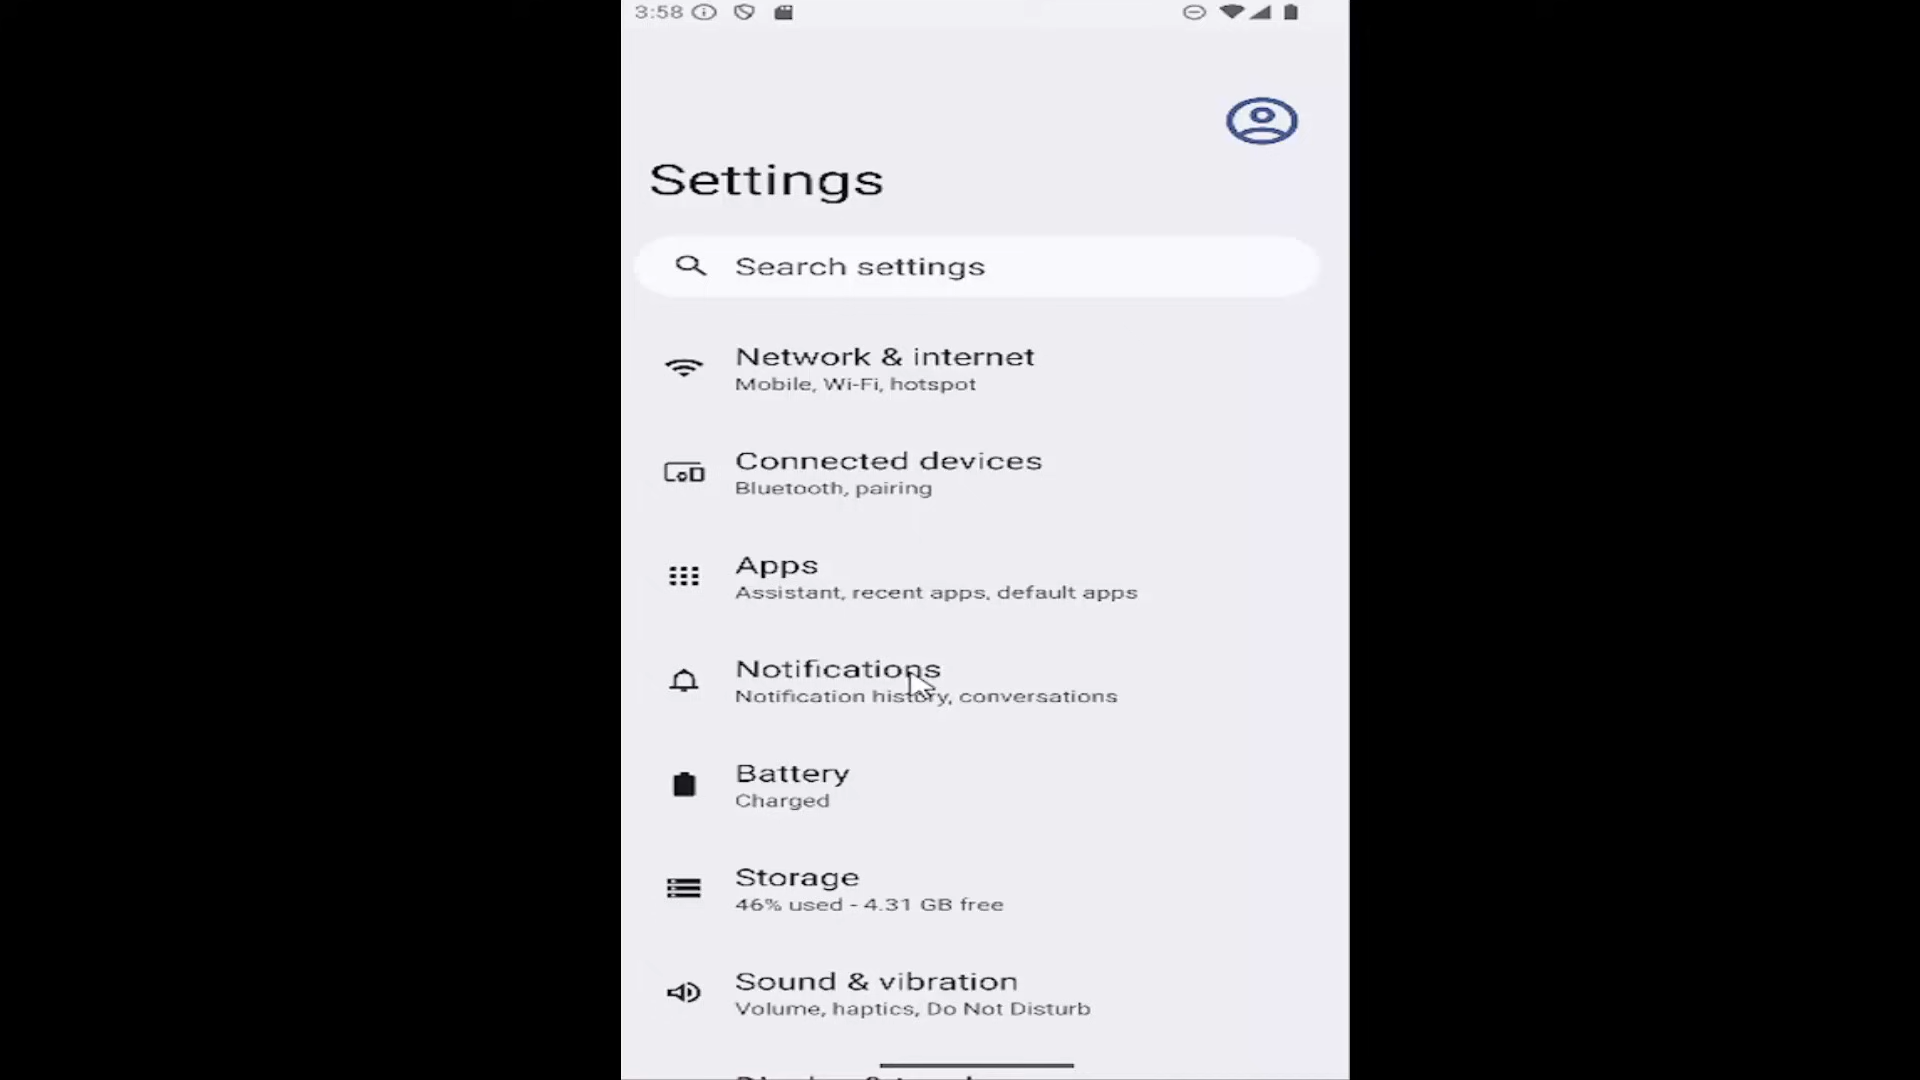 3:58
Settings
Search settings
Network & internet
Mobile, Wi-Fi, hotspot
Connected devices
Bluetooth, pairing
Apps
Assistant, recent apps, default apps
Notifications
Notification history, conversations
Battery
Charged
Storage
46% used - 4.31 GB free
Sound & vibration
Volume, haptics, Do Not Disturb